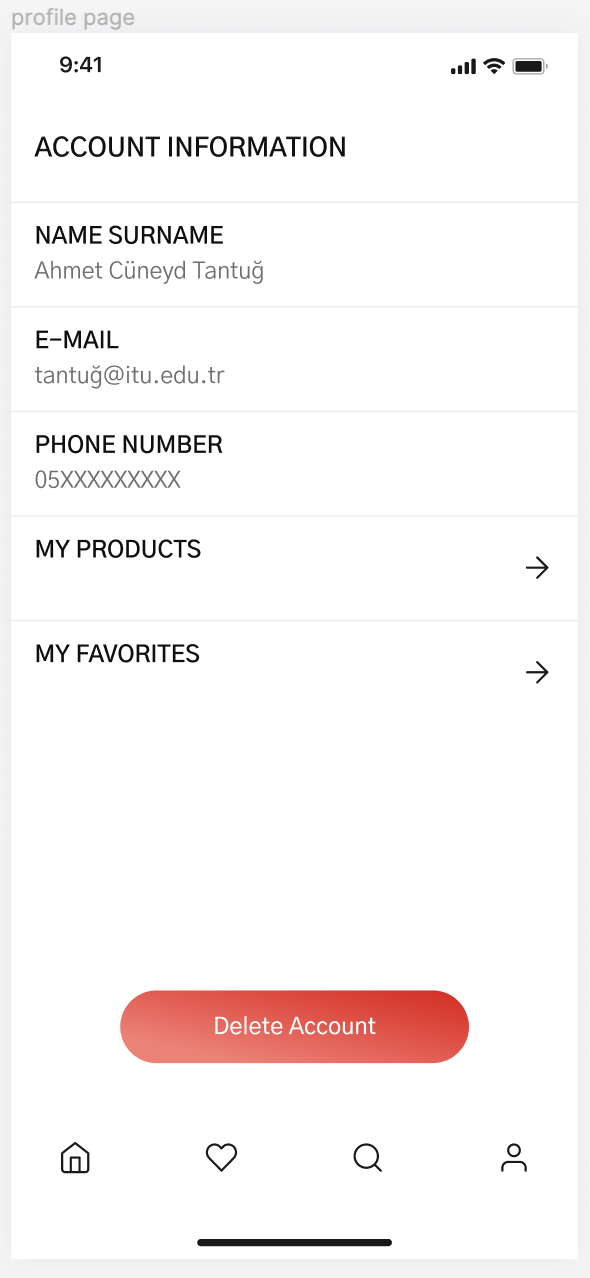 profile page
9:41
ACCOUNT INFORMATION
NAME SURNAME
Ahmet Cüneyd Tantuğ
E-MAIL
tantuğ@itu.edu.tr
PHONE NUMBER
05XXXXXXXXX
MY PRODUCTS
MY FAVORITES
Delete Account